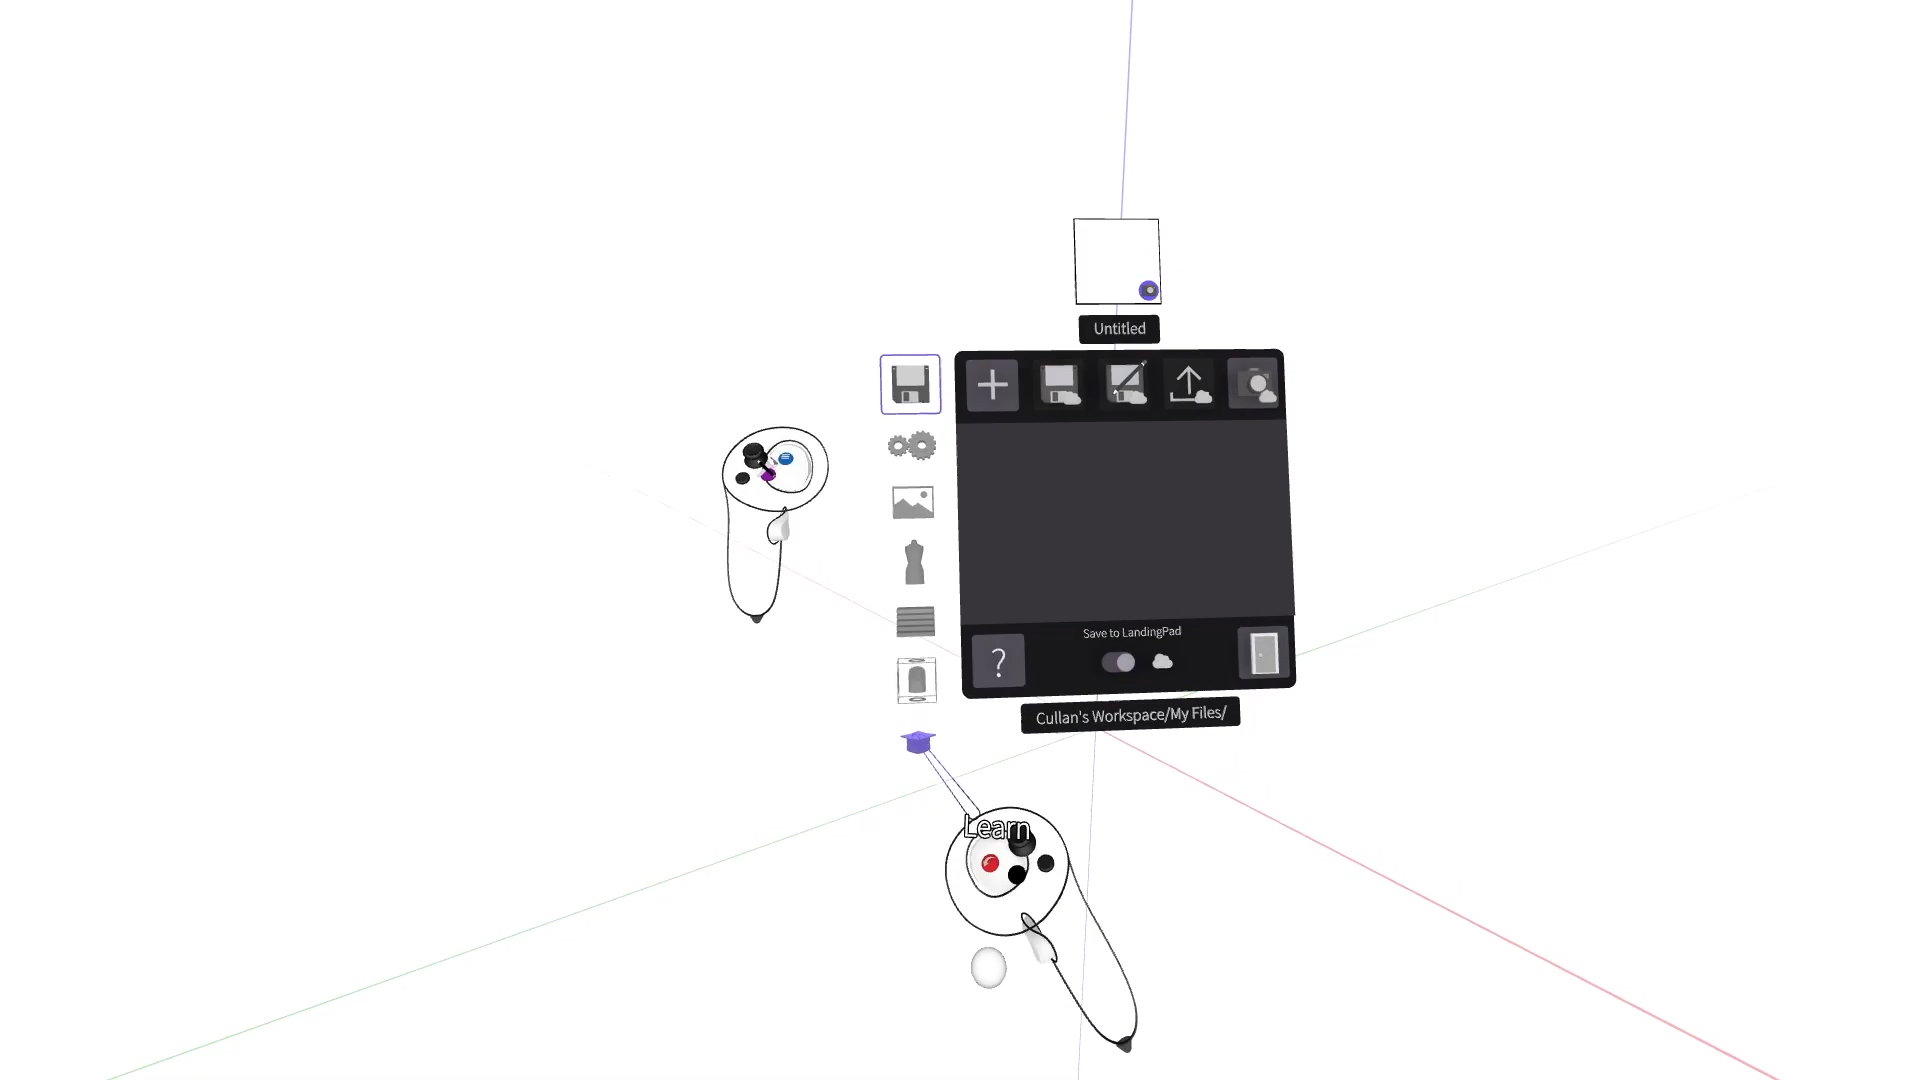 Untitled
?
Save to LandingPad
Cullan's Workspace/My Files/
Learn